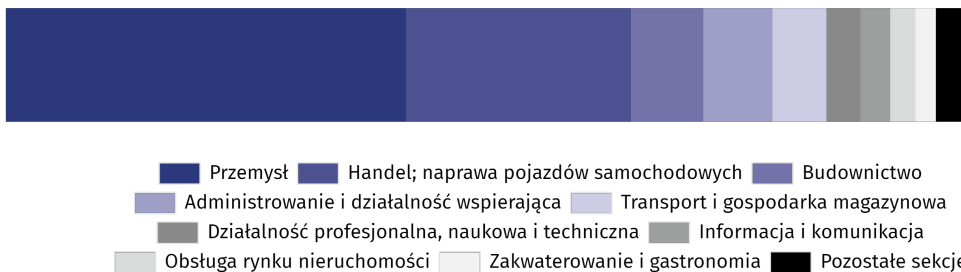 Przemysł Handel; naprawa pojazdów samochodowych Budownictwo
Administrowanie i działalność wspierająca Transport i gospodarka magazynowa
Działalność profesjonalna, naukowa i techniczna Informacja i komunikacja
Obsługa rynku nieruchomości Zakwaterowanie i gastronomia Pozostałe sekcje